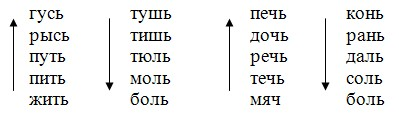 гусь тушь печь конь
рысь тишь дочь рань
путь тюль речь даль
пить моль течь соль
жить боль мяч боль